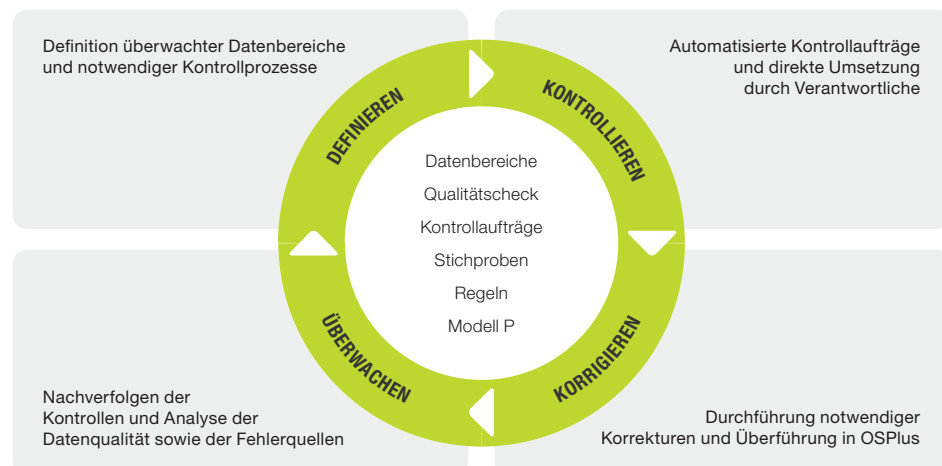 Definition überwachter Datenbereiche
und notwendiger Kontrollprozesse
Automatisierte Kontrollaufträge
und direkte Umsetzung
durch Verantwortliche
DEFINIEREN
KONTROLLIEREN
Datenbereiche
Qualitätscheck
Kontrollaufträge
Stichproben
Regeln
Modell P
ÜBERWACHEN
KORRIGIEREN
Nachverfolgen der
Kontrollen und Analyse der
Datenqualität sowie der Fehlerquellen
Durchführung notwendiger
Korrekturen und Überführung in OSPlus